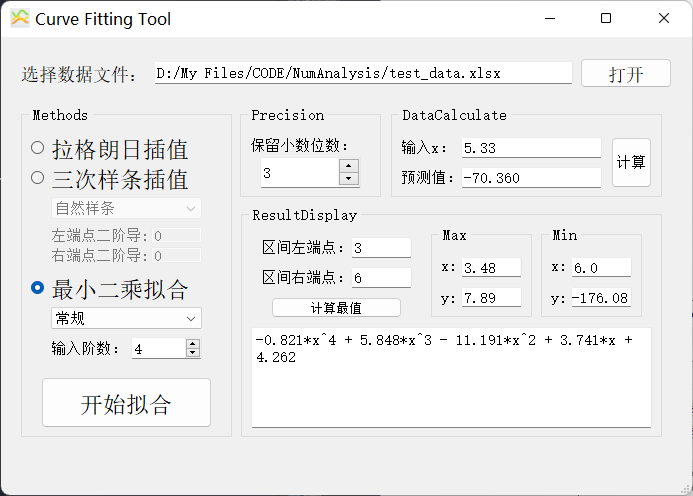 Curve Fitting Tool
选择数据文件： D:/My Files/CODE/NumAnalysis/test_data.xlsx 打开
Methods
拉格朗日插值
三次样条插值
自然样条
左端点二阶导: 0
右端点二阶导: 0
最小二乘拟合
常规
输入阶数： 4
开始拟合
Precision
保留小数位数：
3
DataCalculate
输入x： 5.33
预测值： -70.360
计算
ResultDisplay
区间左端点： 3
区间右端点： 6
计算最值
Max
x: 3.48
y: 7.89
Min
x: 6.0
y: -176.08
-0.821*x^4 + 5.848*x^3 - 11.191*x^2 + 3.741*x +
4.262